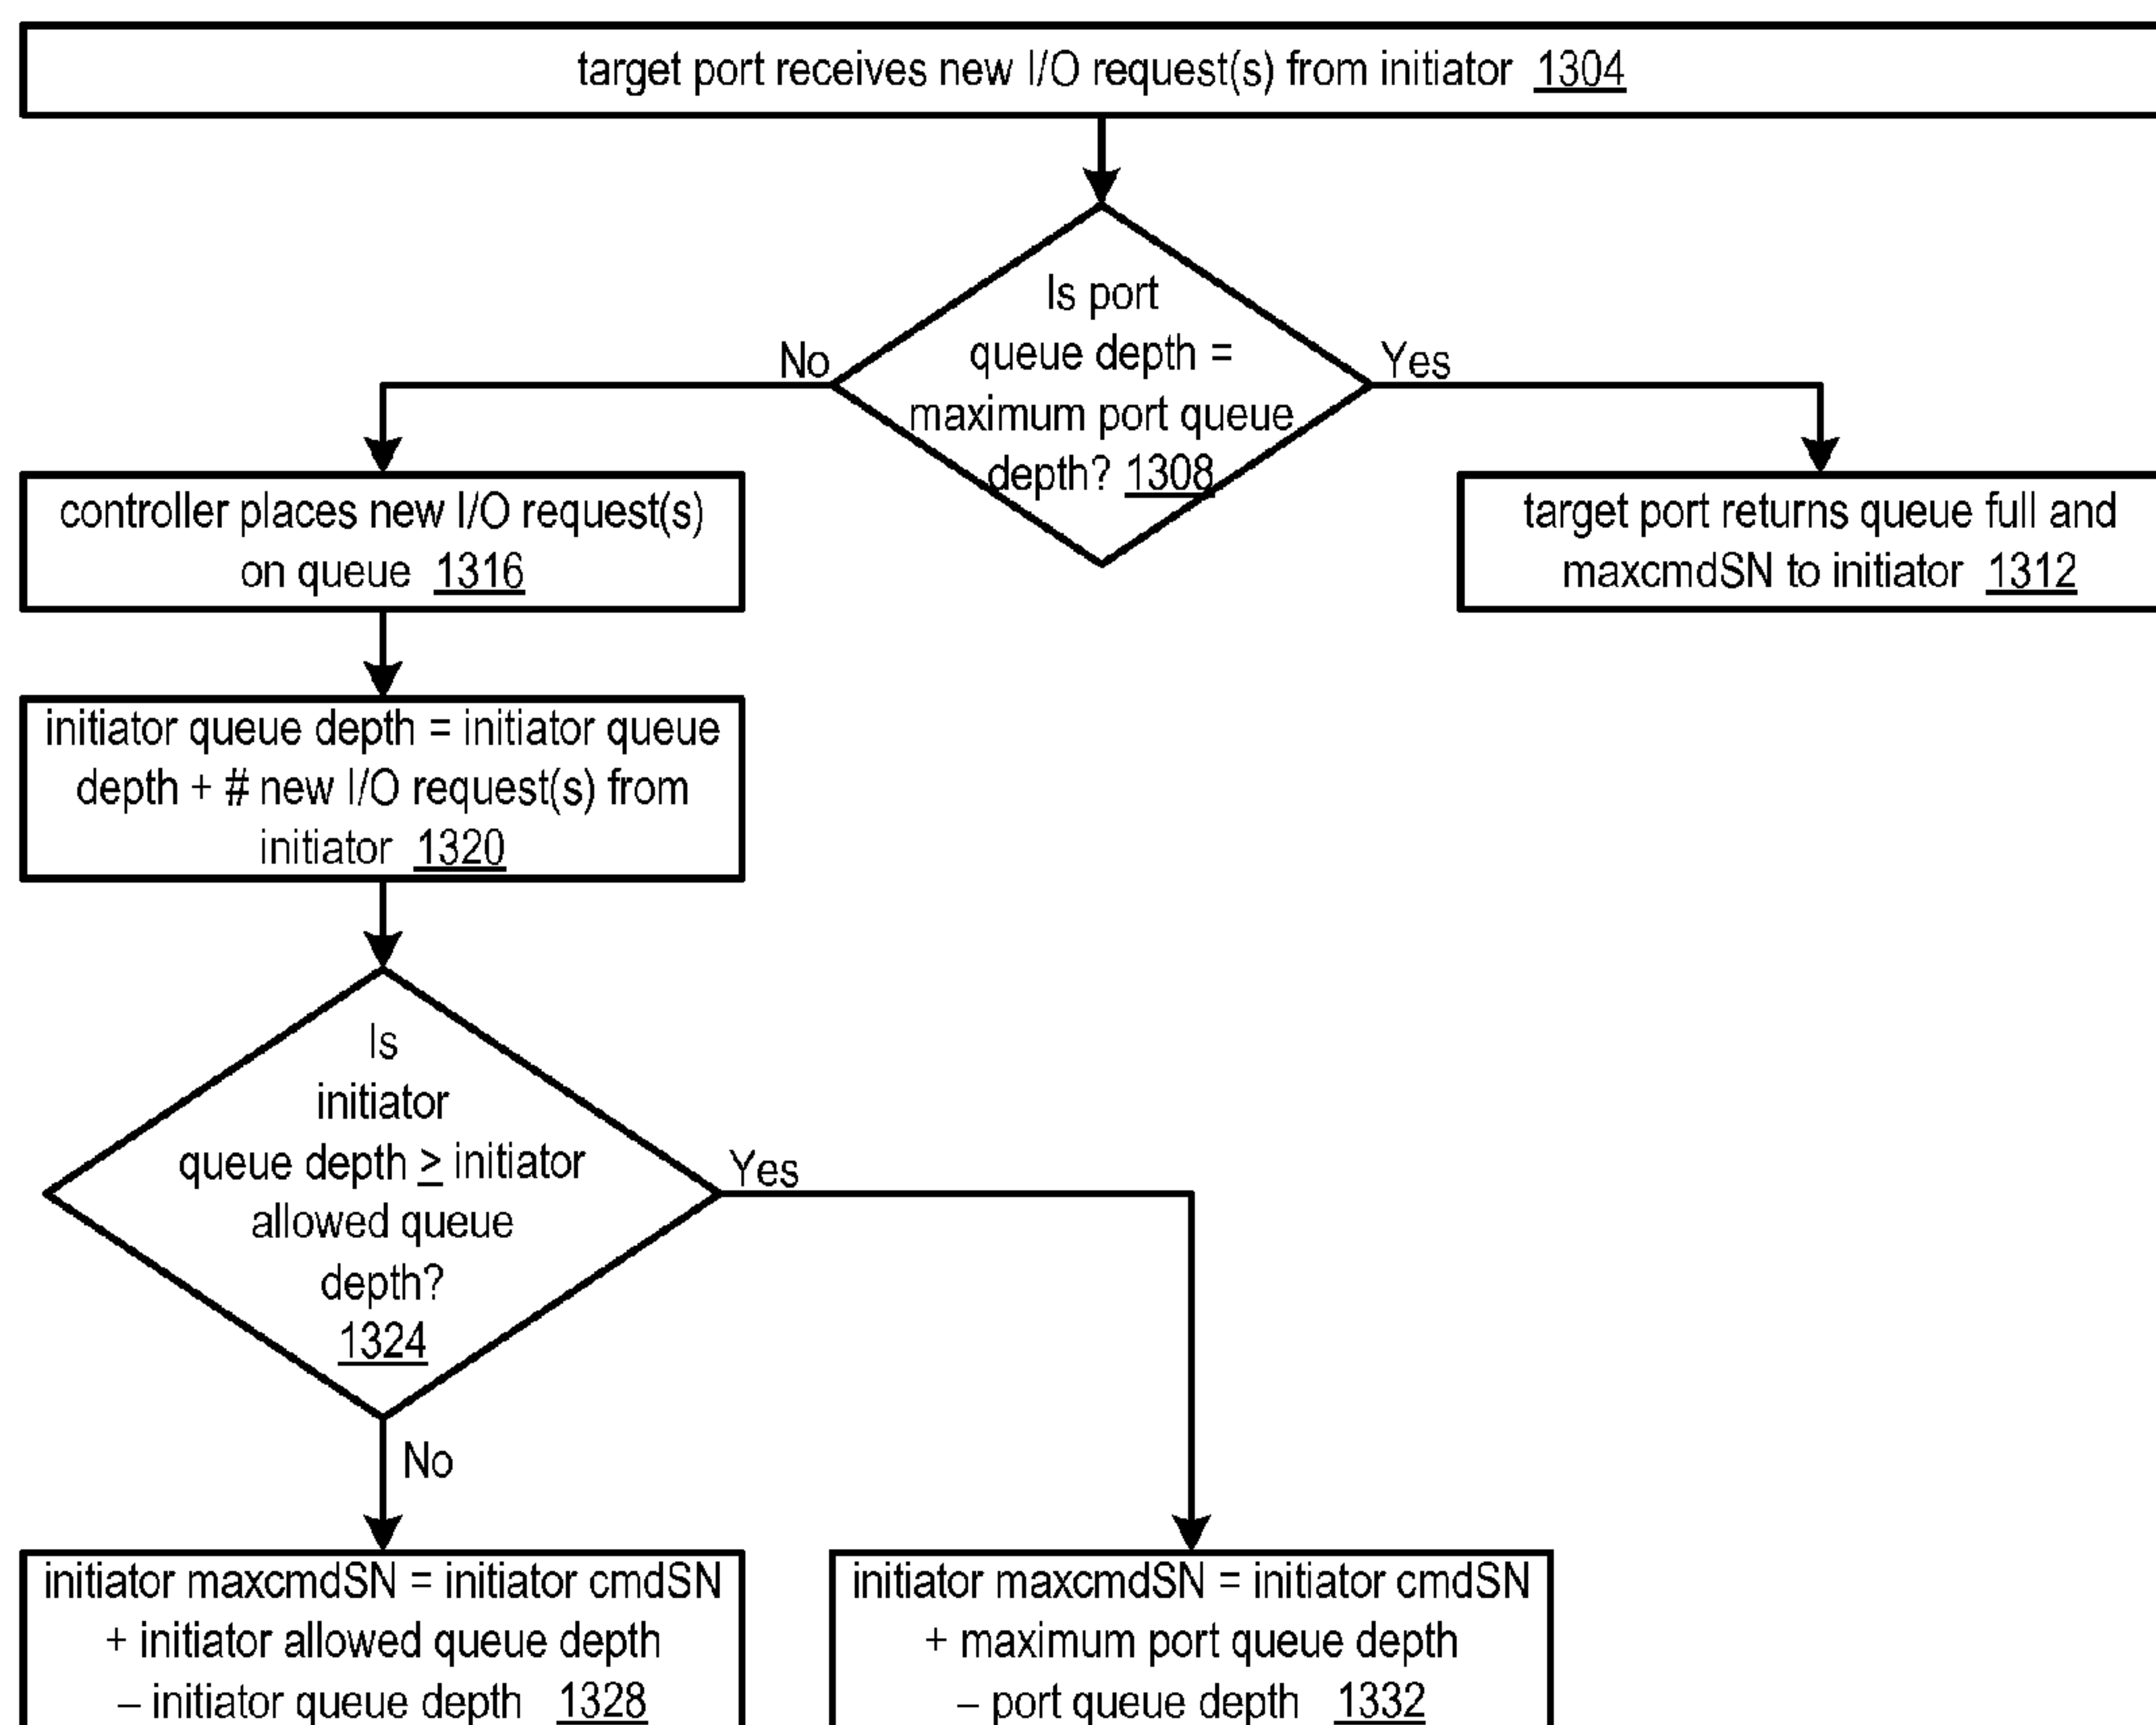 target port receives new I/O request(s) from initiator 1304
Is port
queue depth =
maximum port queue
depth? 1308
No
Yes
controller places new I/O request(s)
on queue 1316
target port returns queue full and
maxcmdSN to initiator 1312
initiator queue depth = initiator queue
depth + # new I/O request(s) from
initiator 1320
Is
initiator
queue depth ≥ initiator
allowed queue
depth?
1324
Yes
No
initiator maxcmdSN = initiator cmdSN
+ initiator allowed queue depth
– initiator queue depth 1328
initiator maxcmdSN = initiator cmdSN
+ maximum port queue depth
– port queue depth 1332